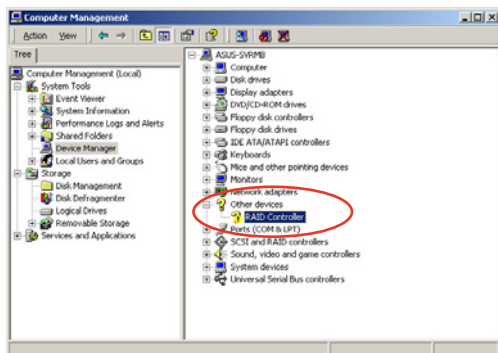 Computer Management
Action View
Tree
Computer Management (Local)
System Tools
Event Viewer
System Information
Performance Logs and Alerts
Shared Folders
Device Manager
Local Users and Groups
Storage
Disk Management
Disk Defragmenter
Logical Drives
Removable Storage
Services and Applications
ASUS-SVRMB
Computer
Disk drives
Display adapters
DVD/CD-ROM drives
Floppy disk controllers
Floppy disk drives
IDE ATA/ATAPI controllers
Keyboards
Mice and other pointing devices
Monitors
Network adapters
Other devices
RAID Controller
Ports (COM & LPT)
SCSI and RAID controllers
Sound, video and game controllers
System devices
Universal Serial Bus controllers